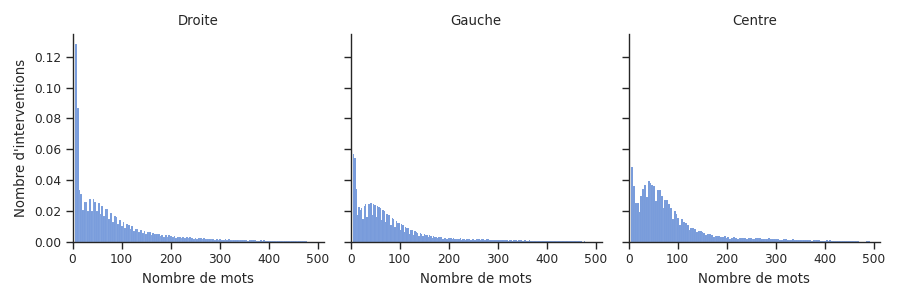 Droite Gauche Centre
Nombre d'interventions
0.12
0.10
0.08
0.06
0.04
0.02
0.00
0 100 200 300 400 500 0 100 200 300 400 500 0 100 200 300 400 500
Nombre de mots Nombre de mots Nombre de mots